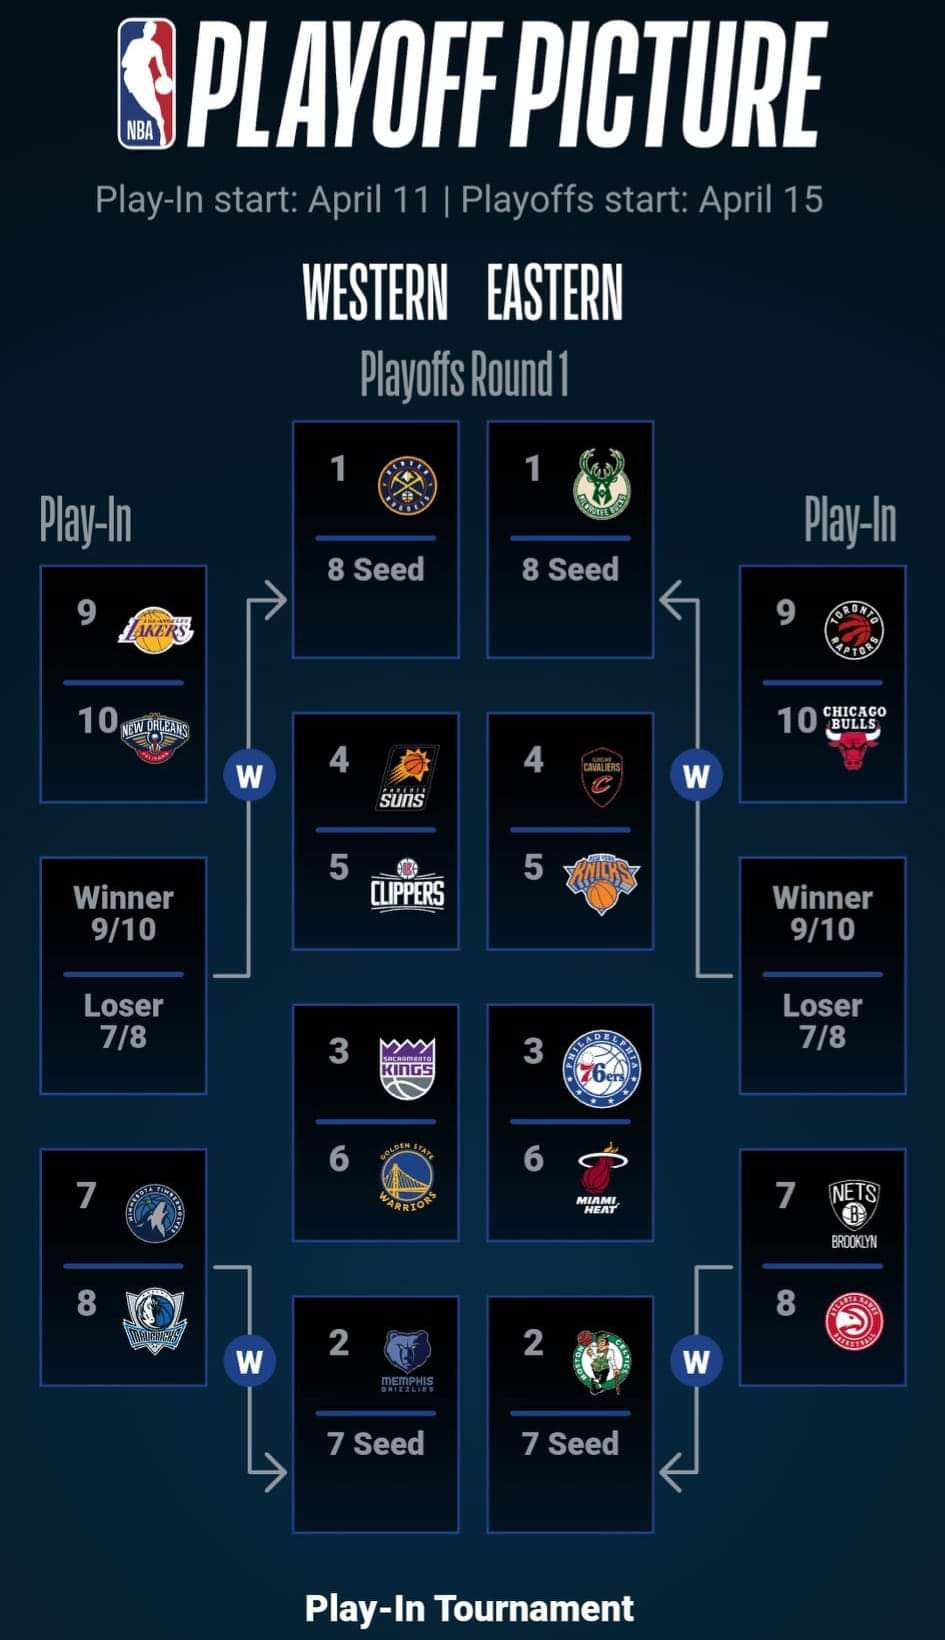 NBA
PLAYOFF PICTURE
Play-In start: April 11 | Playoffs start: April 15
WESTERN EASTERN
Playoffs Round 1
Play-In
9
LOS ANGELES
LAKERS
10
NEW ORLEANS
PELICANS
Winner
9/10
Loser
7/8
7
MINNESOTA TIMBERWOLVES
8
MAVERICKS
W
W
1
DENVER
NUGGETS
8 Seed
4
PHOENIX
SUNS
5
CLIPPERS
3
SACRAMENTO
KINGS
6
GOLDEN STATE
WARRIORS
2
MEMPHIS
GRIZZLIES
7 Seed
1
MILWAUKEE BUCKS
8 Seed
4
CLEVELAND
CAVALIERS
C
5
NEW YORK
KNICKS
3
PHILADELPHIA
76ers
6
MIAMI
HEAT
2
BOSTON CELTICS
7 Seed
W
W
Play-In
9
TORONTO
RAPTORS
10
CHICAGO
BULLS
Winner
9/10
Loser
7/8
7
NETS
B
BROOKLYN
8
ATLANTA HAWKS
BASKETBALL
Play-In Tournament